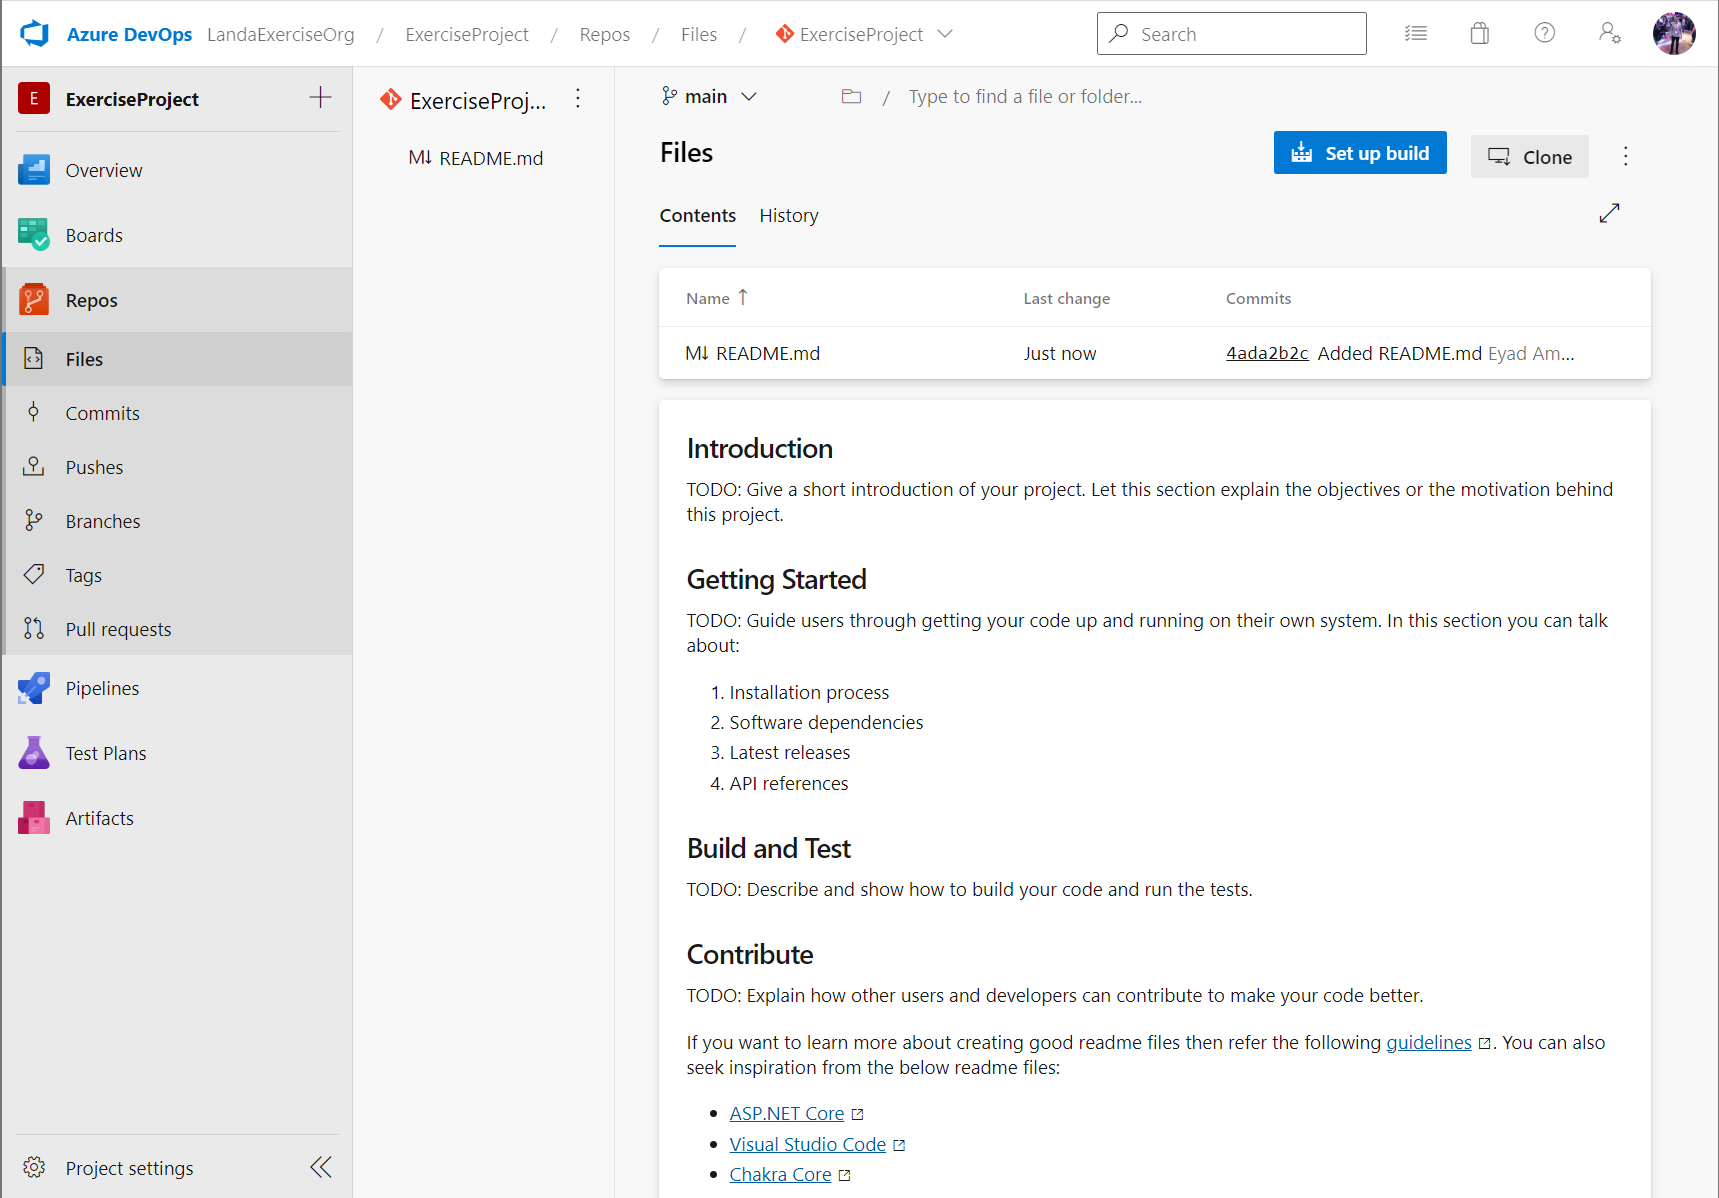 Azure DevOps LandaExerciseOrg / ExerciseProject / Repos / Files / ExerciseProject
Search
E ExerciseProject
Overview
Boards
Repos
Files
Commits
Pushes
Branches
Tags
Pull requests
Pipelines
Test Plans
Artifacts
Project settings
ExerciseProj...
M↓ README.md
main
/ Type to find a file or folder...
Files
Set up build
Clone
Contents History
Name ↑ Last change Commits
M↓ README.md Just now 4ada2b2c Added README.md Eyad Am...
Introduction
TODO: Give a short introduction of your project. Let this section explain the objectives or the motivation behind
this project.
Getting Started
TODO: Guide users through getting your code up and running on their own system. In this section you can talk
about:
1. Installation process
2. Software dependencies
3. Latest releases
4. API references
Build and Test
TODO: Describe and show how to build your code and run the tests.
Contribute
TODO: Explain how other users and developers can contribute to make your code better.
If you want to learn more about creating good readme files then refer the following guidelines. You can also
seek inspiration from the below readme files:
• ASP.NET Core
• Visual Studio Code
• Chakra Core